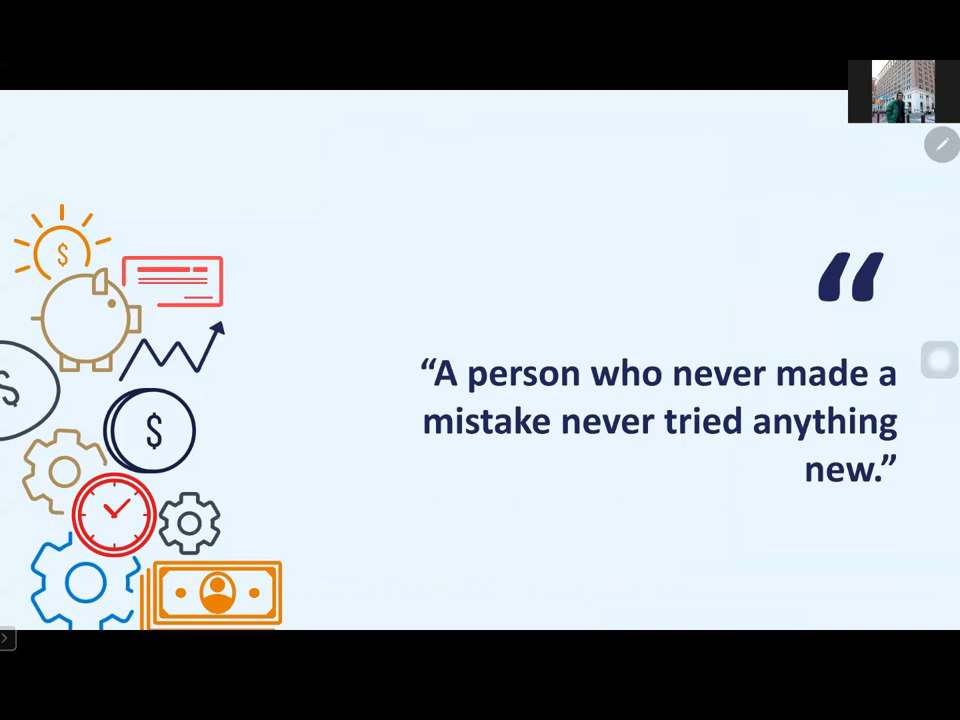 $
$
$
“
“A person who never made a
mistake never tried anything
new.”